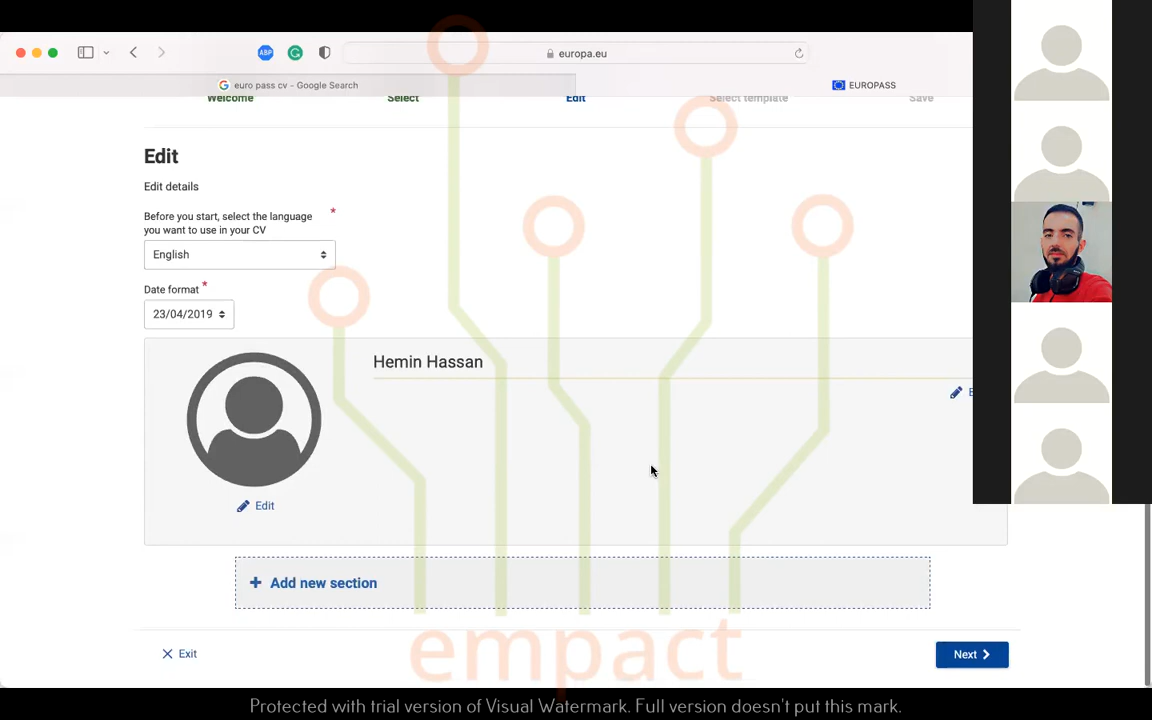 ABP
europa.eu
euro pass cv - Google Search
EUROPASS
Welcome
Select
Edit
Select template
Save
Edit
Edit details
Before you start, select the language *
you want to use in your CV
English
Date format *
23/04/2019
Hemin Hassan
Edit
+ Add new section
Exit
Next
empact
Protected with trial version of Visual Watermark. Full version doesn't put this mark.